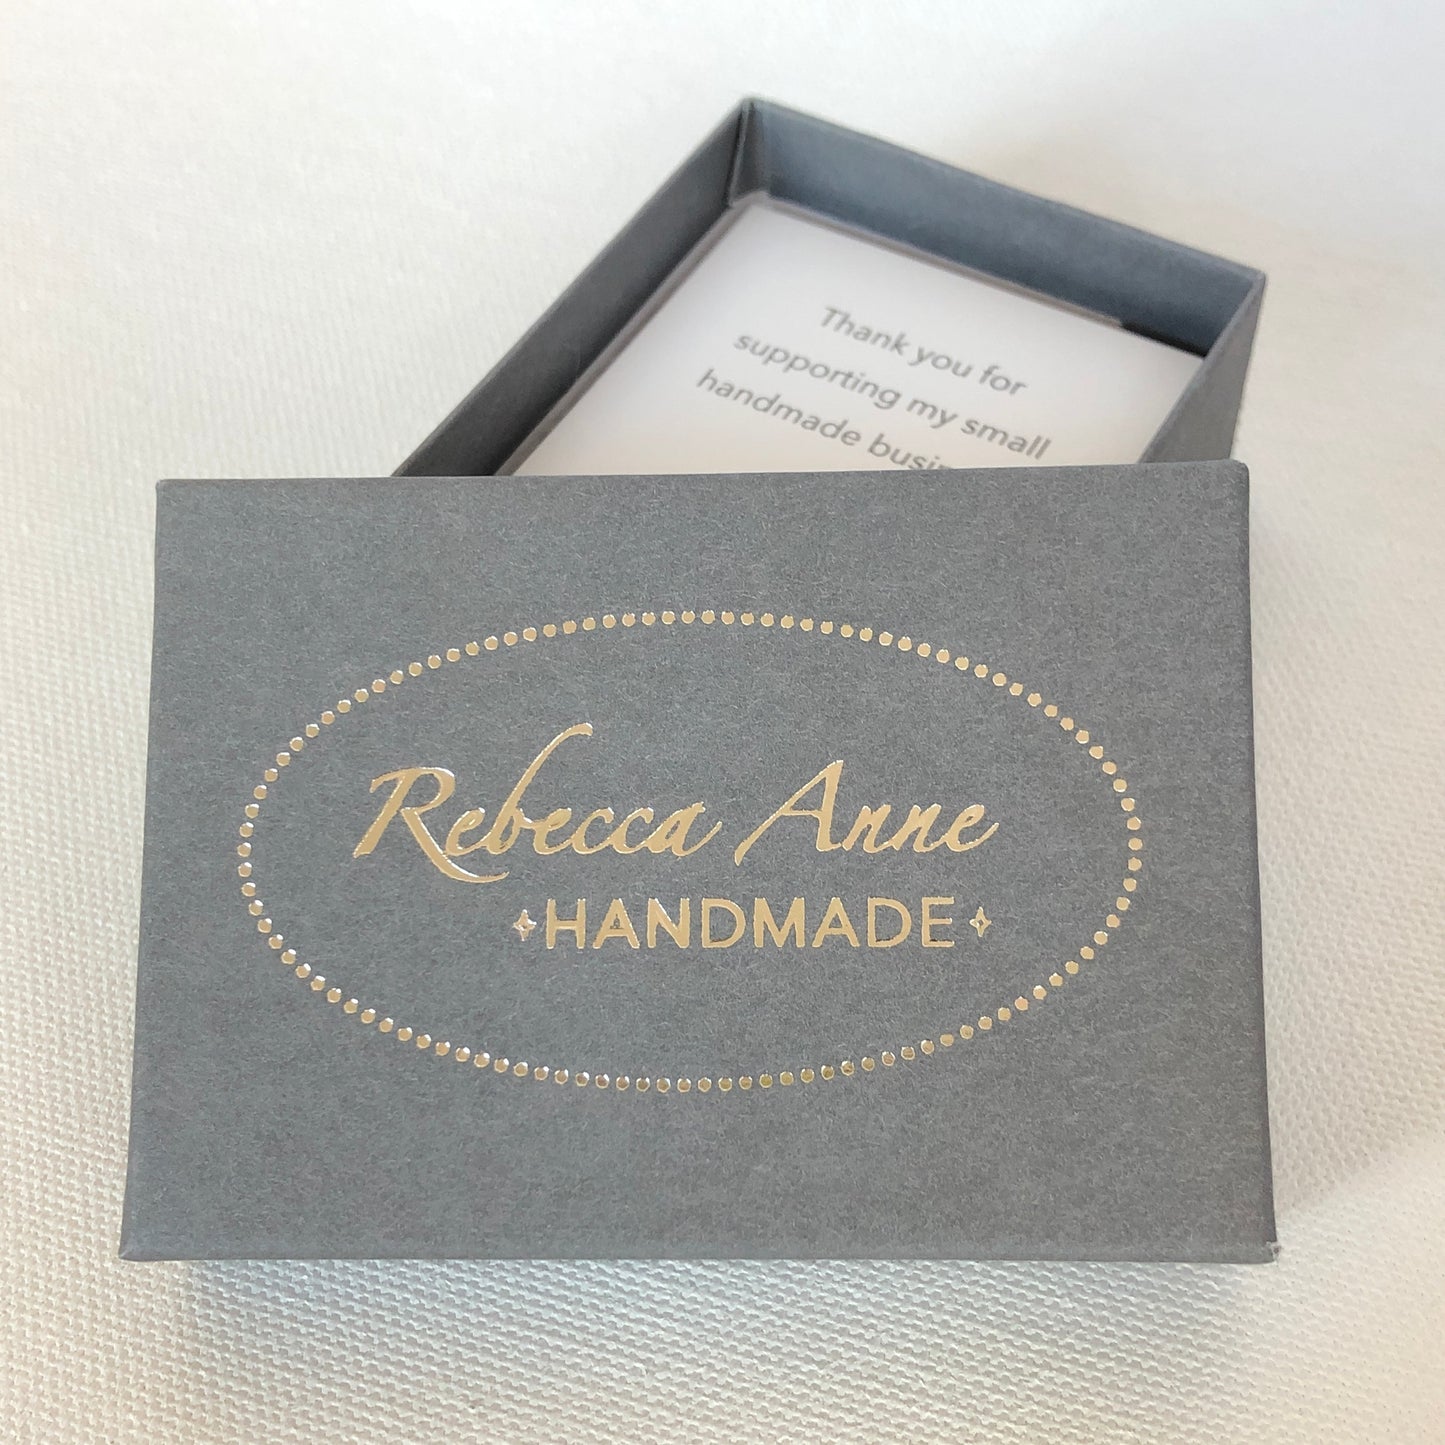 Thank you for
supporting my small
handmade
Rebecca Anne
HANDMADE